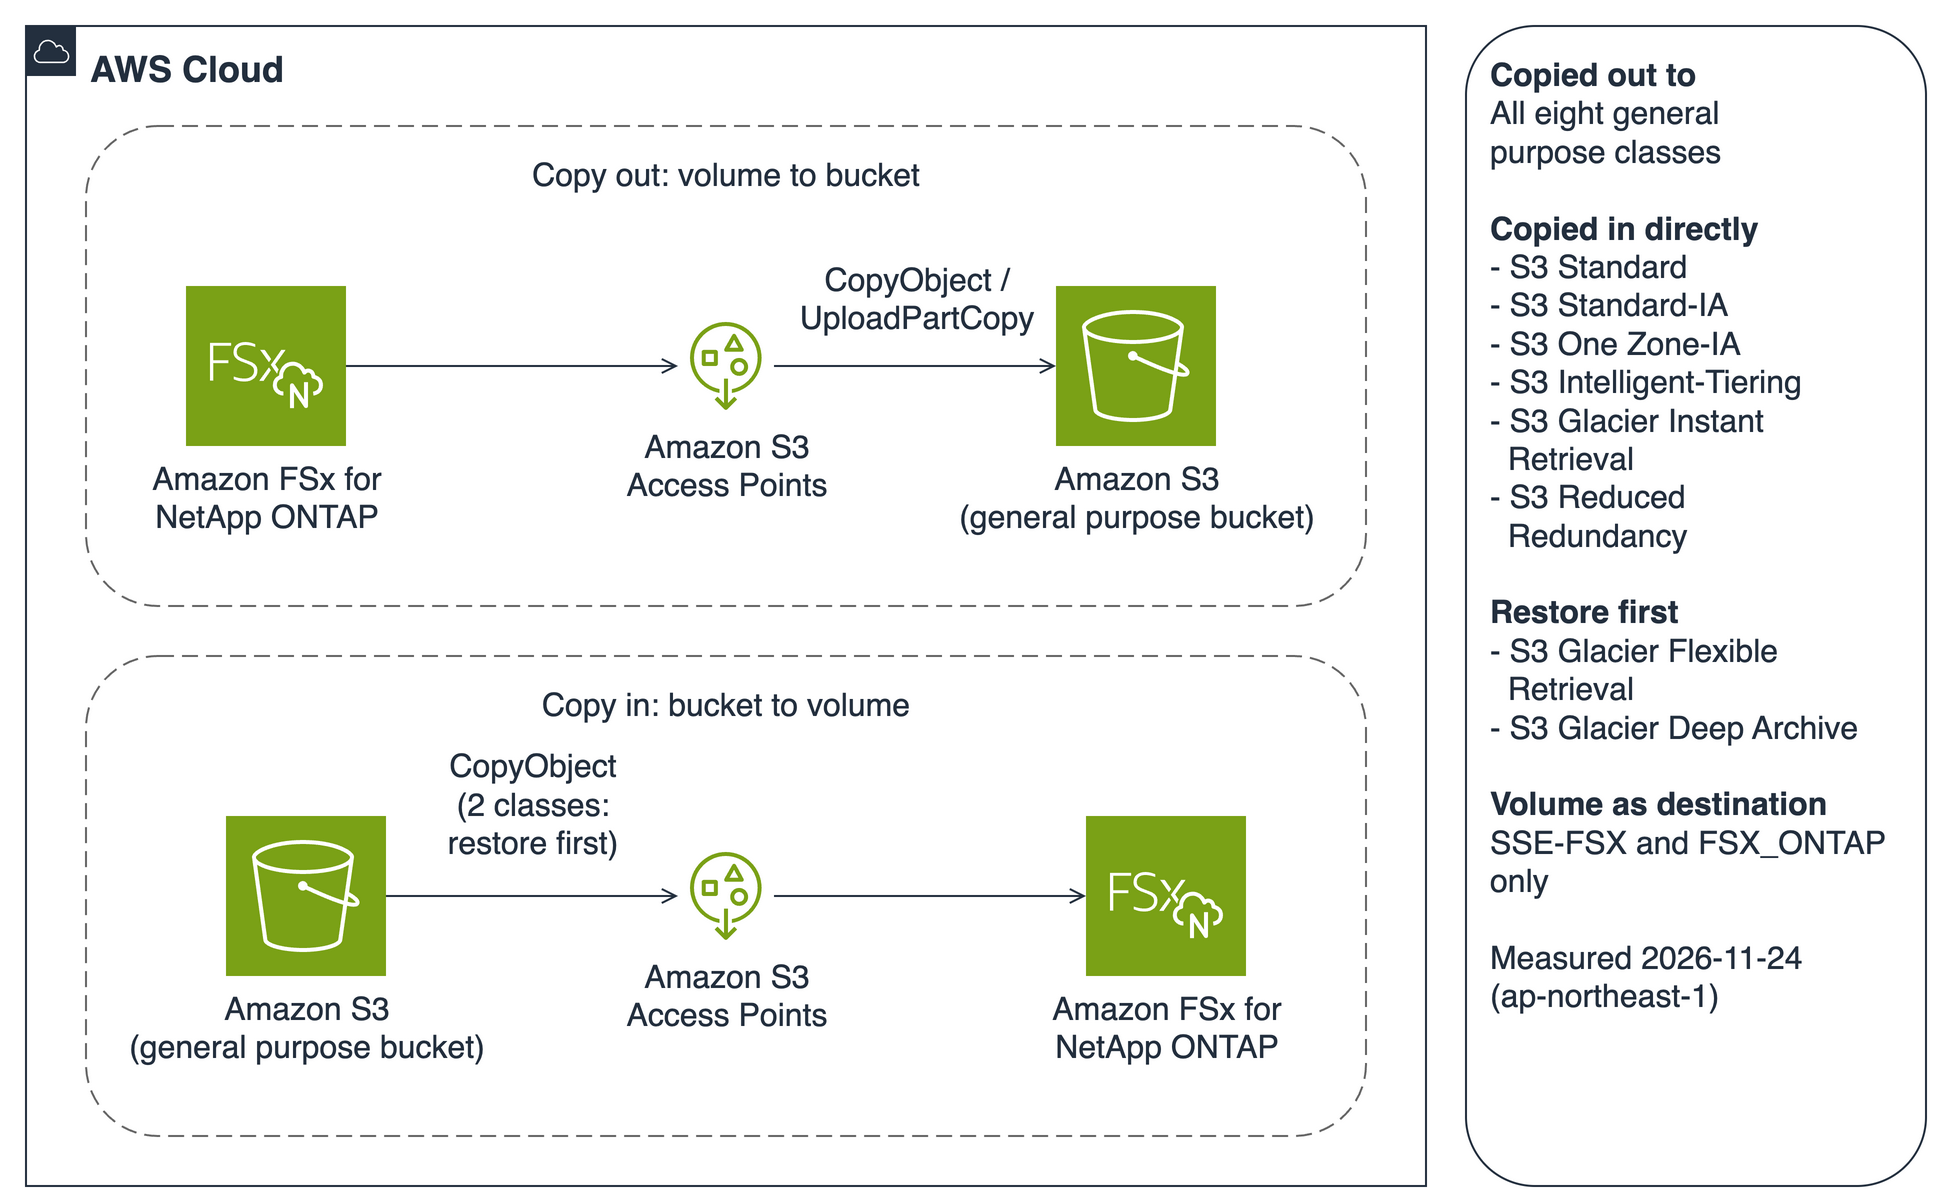 AWS Cloud
Copy out: volume to bucket
CopyObject /
UploadPartCopy
FSx
N
Amazon FSx for
NetApp ONTAP
Amazon S3
Access Points
Amazon S3
(general purpose bucket)
Copy in: bucket to volume
CopyObject
(2 classes:
restore first)
Amazon S3
(general purpose bucket)
Amazon S3
Access Points
FSx
N
Amazon FSx for
NetApp ONTAP
Copied out to
All eight general
purpose classes
Copied in directly
- S3 Standard
- S3 Standard-IA
- S3 One Zone-IA
- S3 Intelligent-Tiering
- S3 Glacier Instant
Retrieval
- S3 Reduced
Redundancy
Restore first
- S3 Glacier Flexible
Retrieval
- S3 Glacier Deep Archive
Volume as destination
SSE-FSX and FSX_ONTAP
only
Measured 2026-11-24
(ap-northeast-1)